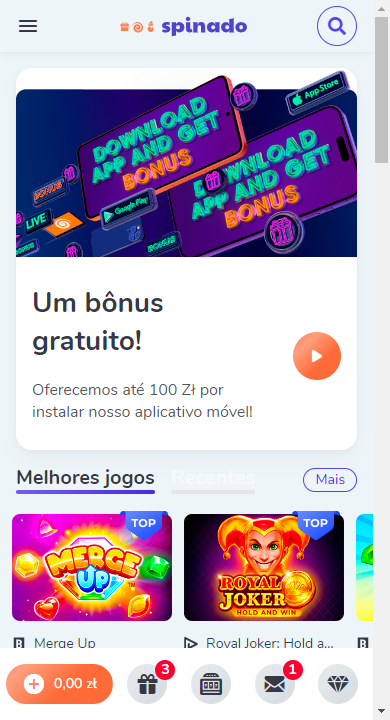 spinado
DOWNLOAD
APP AND GET
BONUS
DOWNLOAD
APP AND GET
BONUS
App Store
Google Play
BONUS
LIVE
BONUS
BONUS
Um bônus
gratuito!
Oferecemos até 100 Zł por
instalar nosso aplicativo móvel!
Melhores jogos
Recentes
Mais
TOP
MERGE
UP
TOP
ROYAL
JOKER
HOLD AND WIN
B Merge Up
Royal Joker: Hold a...
B
0,00 zł
3
1